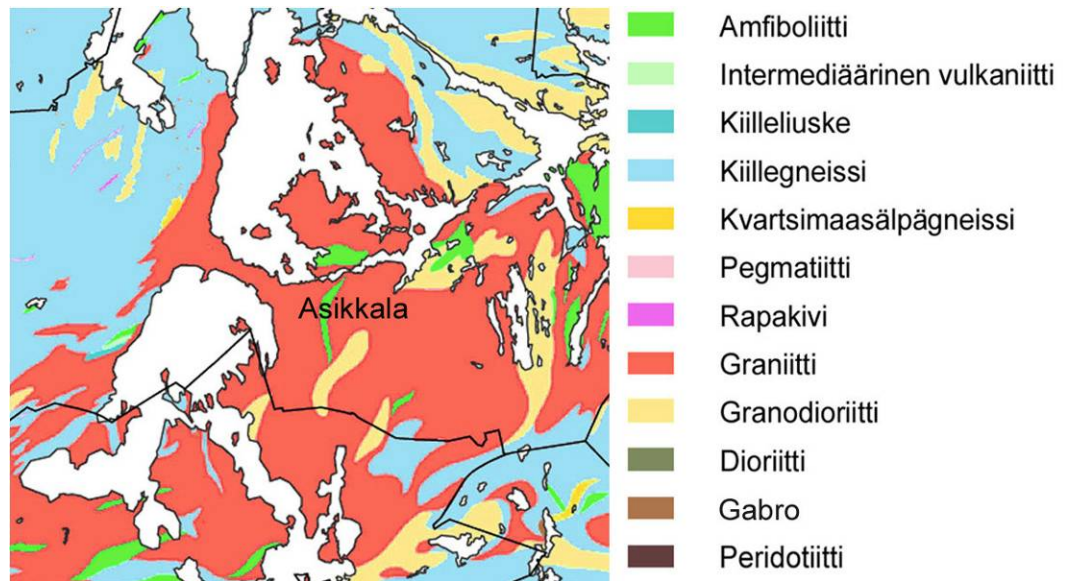 Asikkala
Amfiboliitti
Intermediäärinen vulkaniitti
Kiilleliuske
Kiillegneissi
Kvartsimaasälpägneissi
Pegmatiitti
Rapakivi
Graniitti
Granodioriitti
Dioriitti
Gabro
Peridotiitti